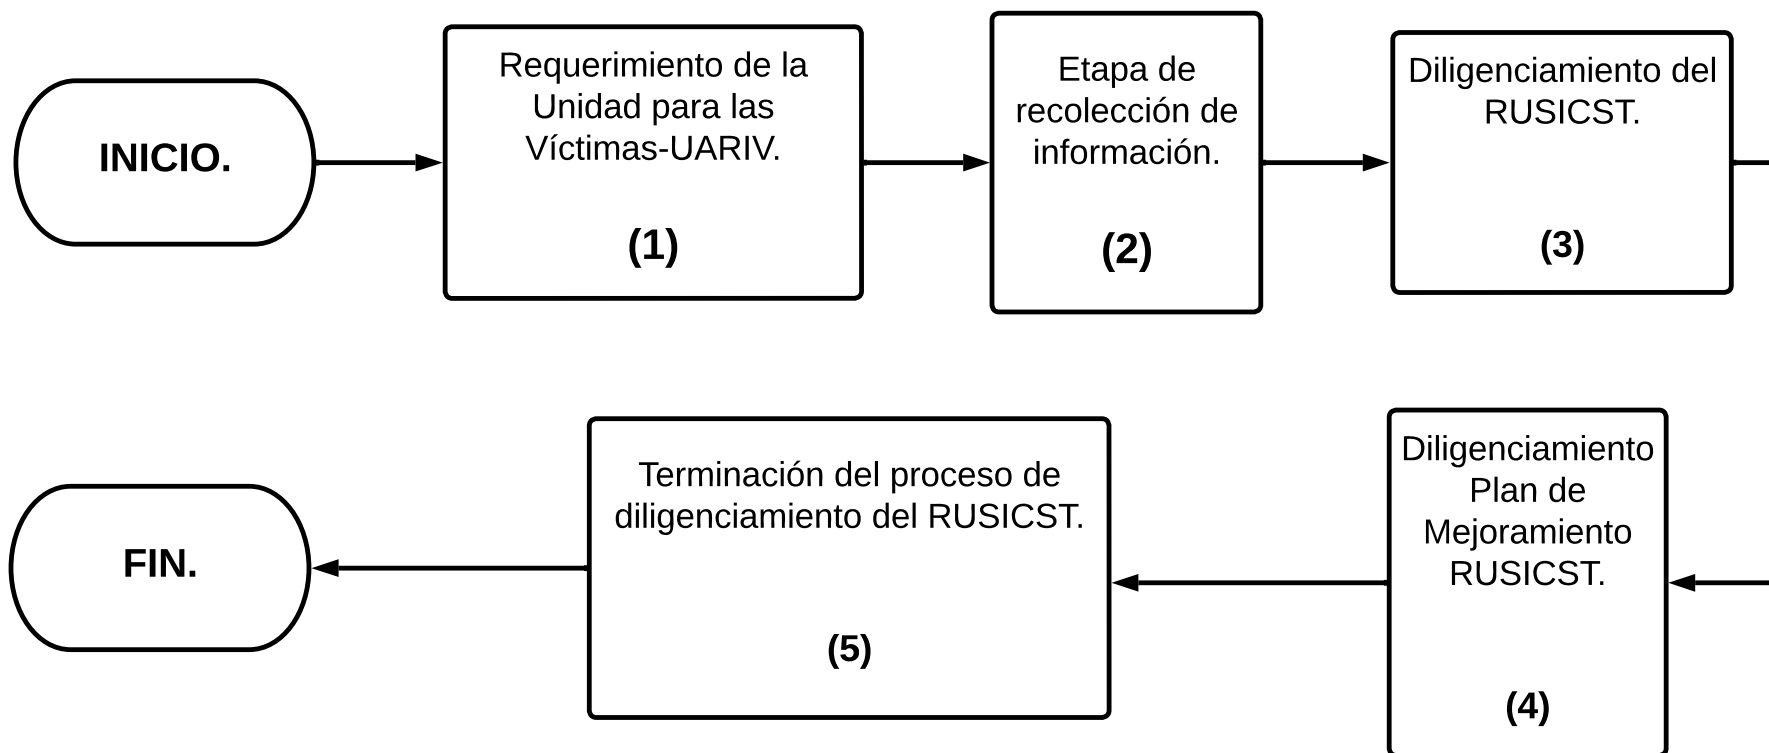 INICIO.
Requerimiento de la
Unidad para las
Víctimas-UARIV.
(1)
Etapa de
recolección de
información.
(2)
Diligenciamiento del
RUSICST.
(3)
Diligenciamiento
Plan de
Mejoramiento
RUSICST.
(4)
Terminación del proceso de
diligenciamiento del RUSICST.
(5)
FIN.